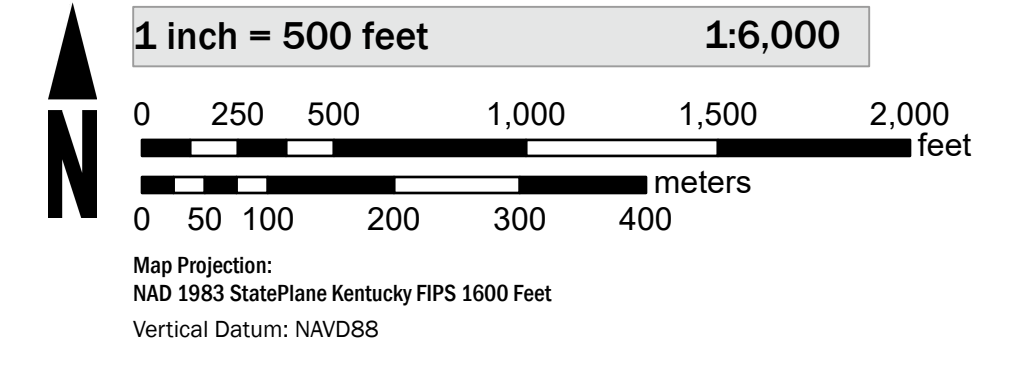 1 inch = 500 feet 1:6,000
0 250 500 1,000 1,500 2,000
feet
meters
0 50 100 200 300 400
N
Map Projection:
NAD 1983 StatePlane Kentucky FIPS 1600 Feet
Vertical Datum: NAVD88